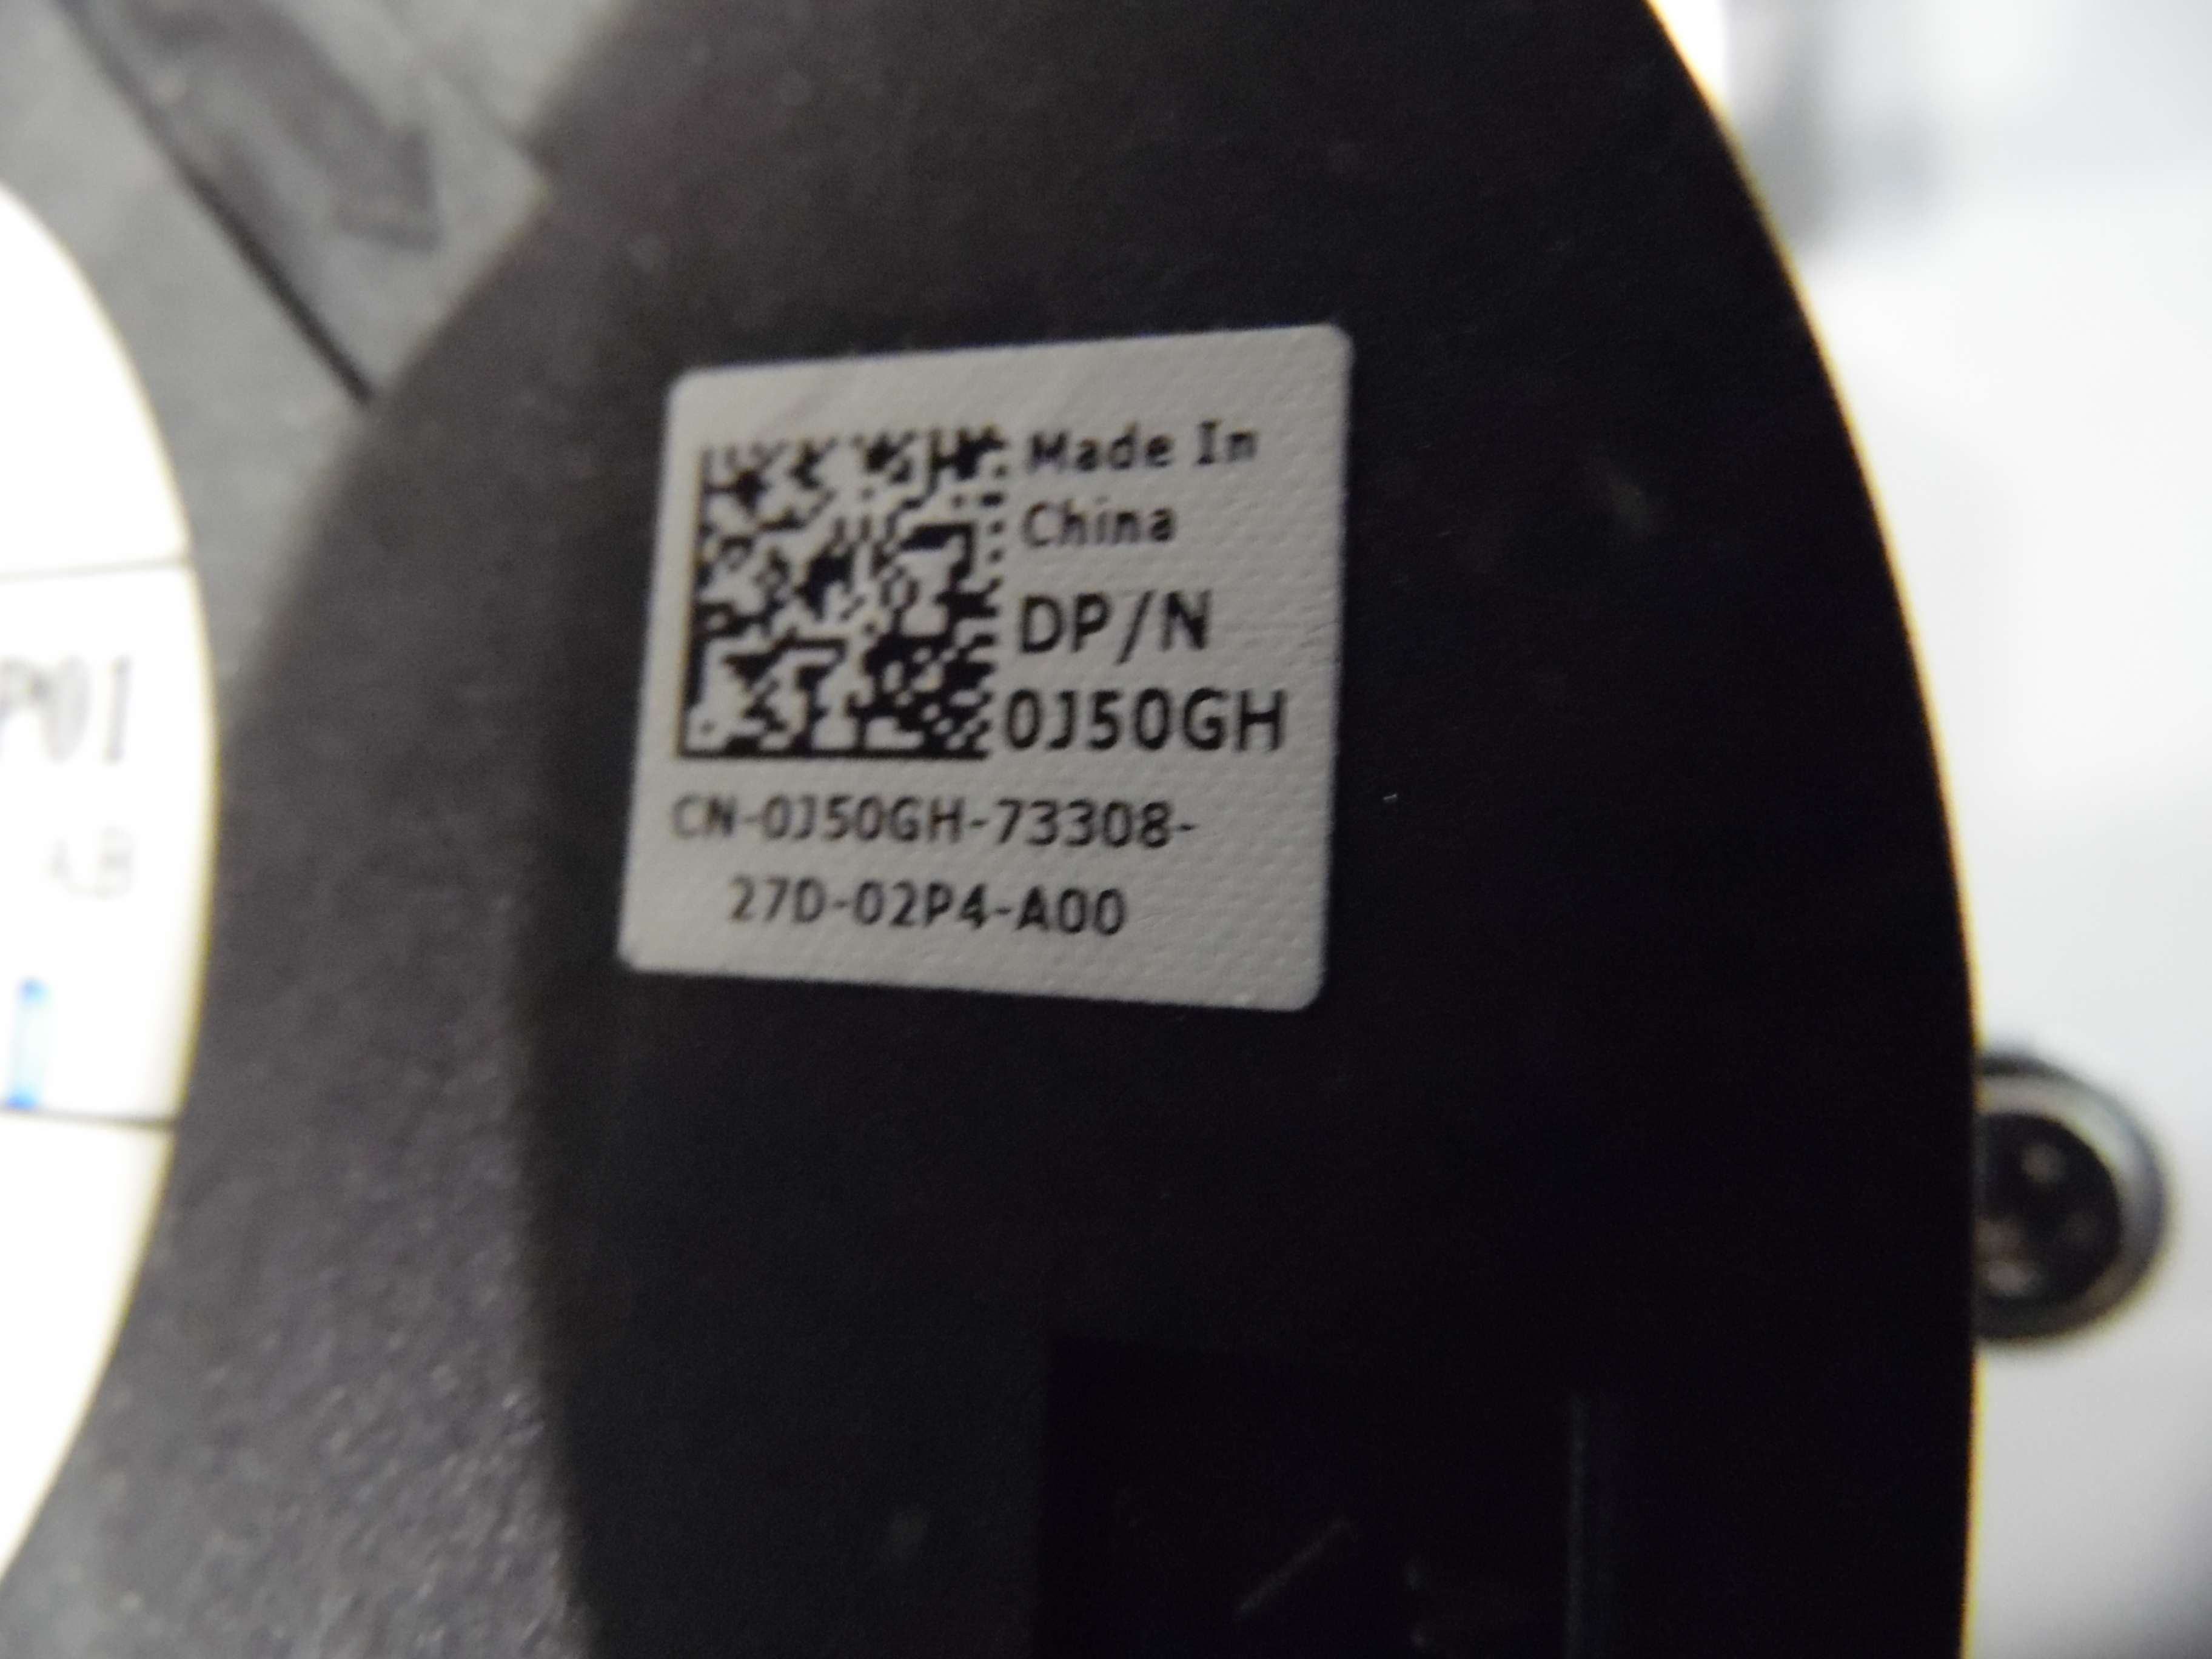 Made In
China
DP/N
0J50GH
CN-0J50GH-73308-
27D-02P4-A00